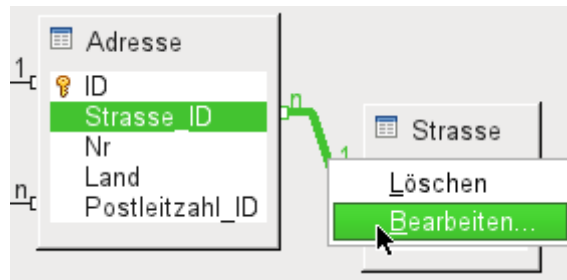 Adresse
1
ID
Strasse_ID
n
Nr
Strasse
1
Land
Löschen
n
Postleitzahl_ID
Bearbeiten...